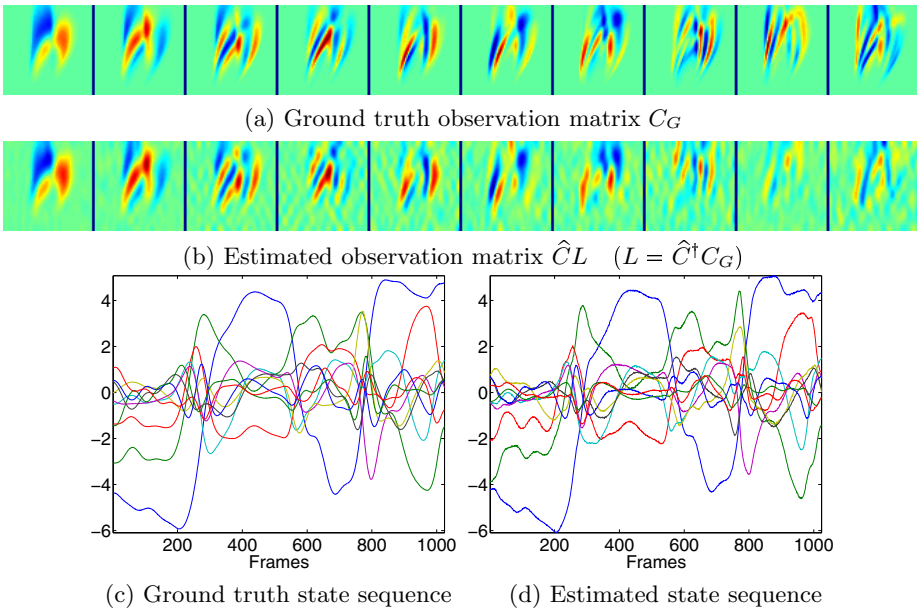 (a) Ground truth observation matrix C_G
(b) Estimated observation matrix ĈL (L = Ĉ†C_G)
4
2
0
−2
−4
−6
200 400 600 800 1000
Frames
4
2
0
−2
−4
−6
200 400 600 800 1000
Frames
(c) Ground truth state sequence
(d) Estimated state sequence